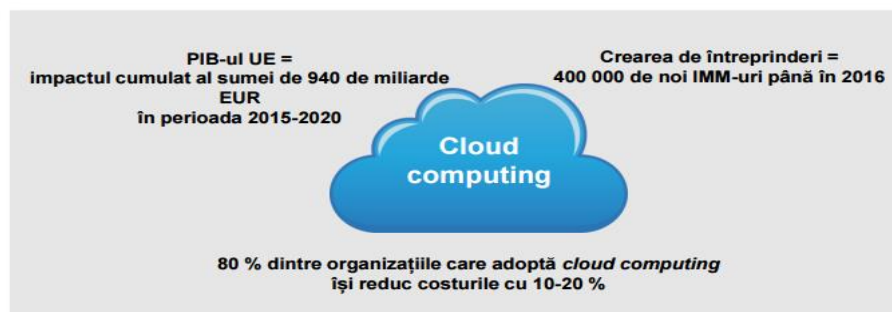 PIB-ul UE =
impactul cumulat al sumei de 940 de miliarde
EUR
în perioada 2015-2020
Crearea de întreprinderi =
400 000 de noi IMM-uri până în 2016
Cloud
computing
80 % dintre organizațiile care adoptă cloud computing
își reduc costurile cu 10-20 %